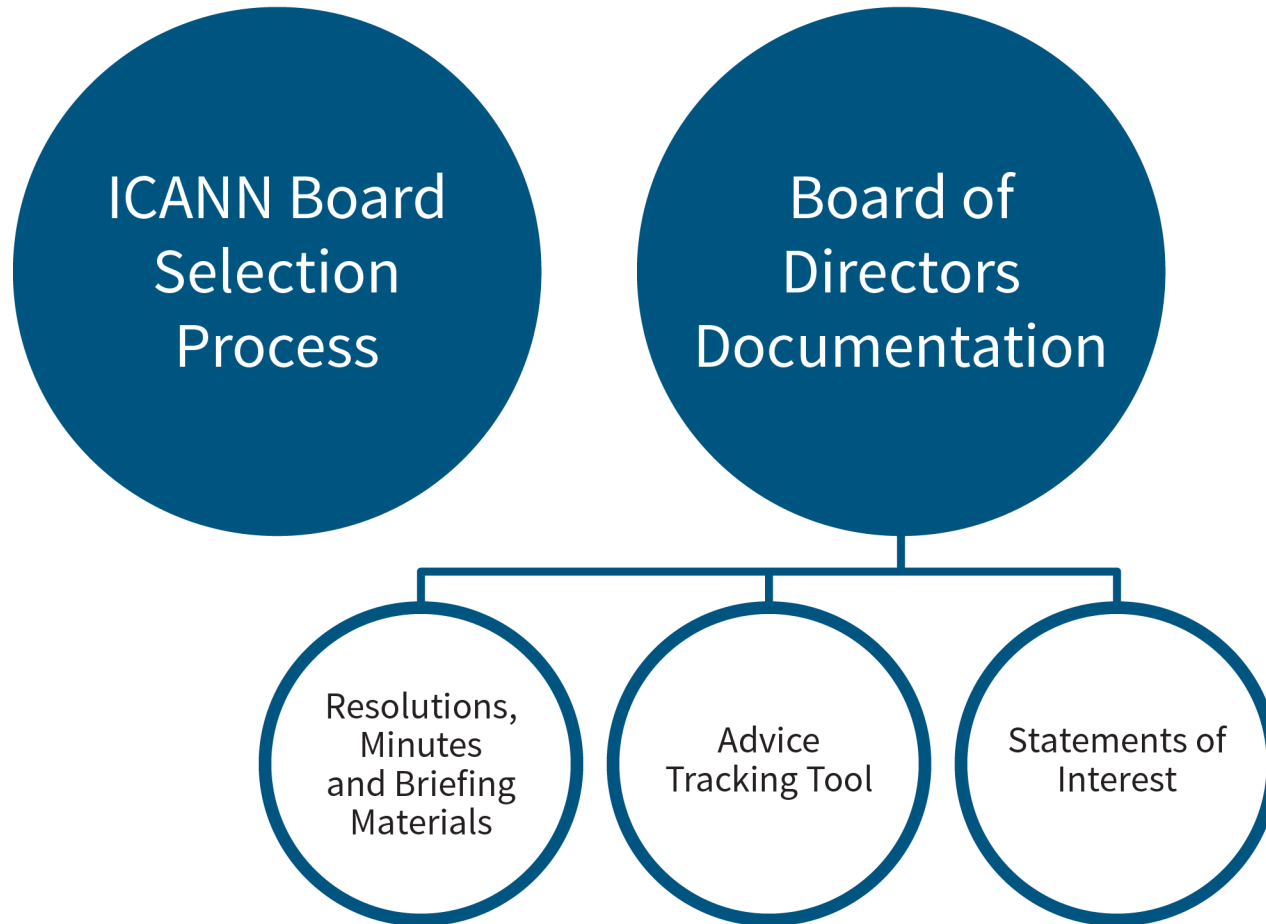 ICANN Board
Selection
Process
Board of
Directors
Documentation
Resolutions,
Minutes
and Briefing
Materials
Advice
Tracking Tool
Statements of
Interest